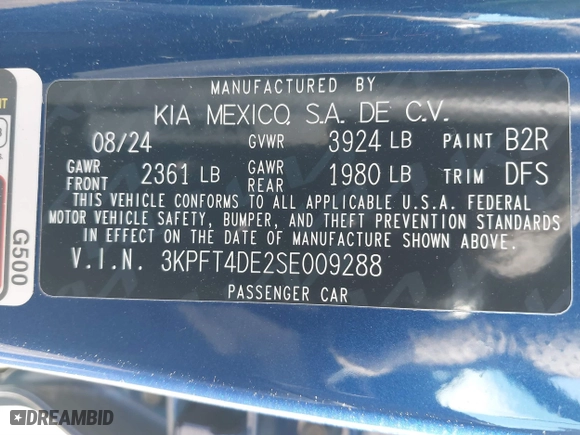 MANUFACTURED BY
KIA MEXICO, S.A. DE C.V.
08/24 GVWR 3924 LB PAINT B2R
GAWR FRONT 2361 LB GAWR REAR 1980 LB TRIM DFS
THIS VEHICLE CONFORMS TO ALL APPLICABLE U.S.A. FEDERAL
MOTOR VEHICLE SAFETY, BUMPER, AND THEFT PREVENTION STANDARDS
IN EFFECT ON THE DATE OF MANUFACTURE SHOWN ABOVE.
V.I.N. 3KPFT4DE2SE009288
PASSENGER CAR
G500
DREAMBID